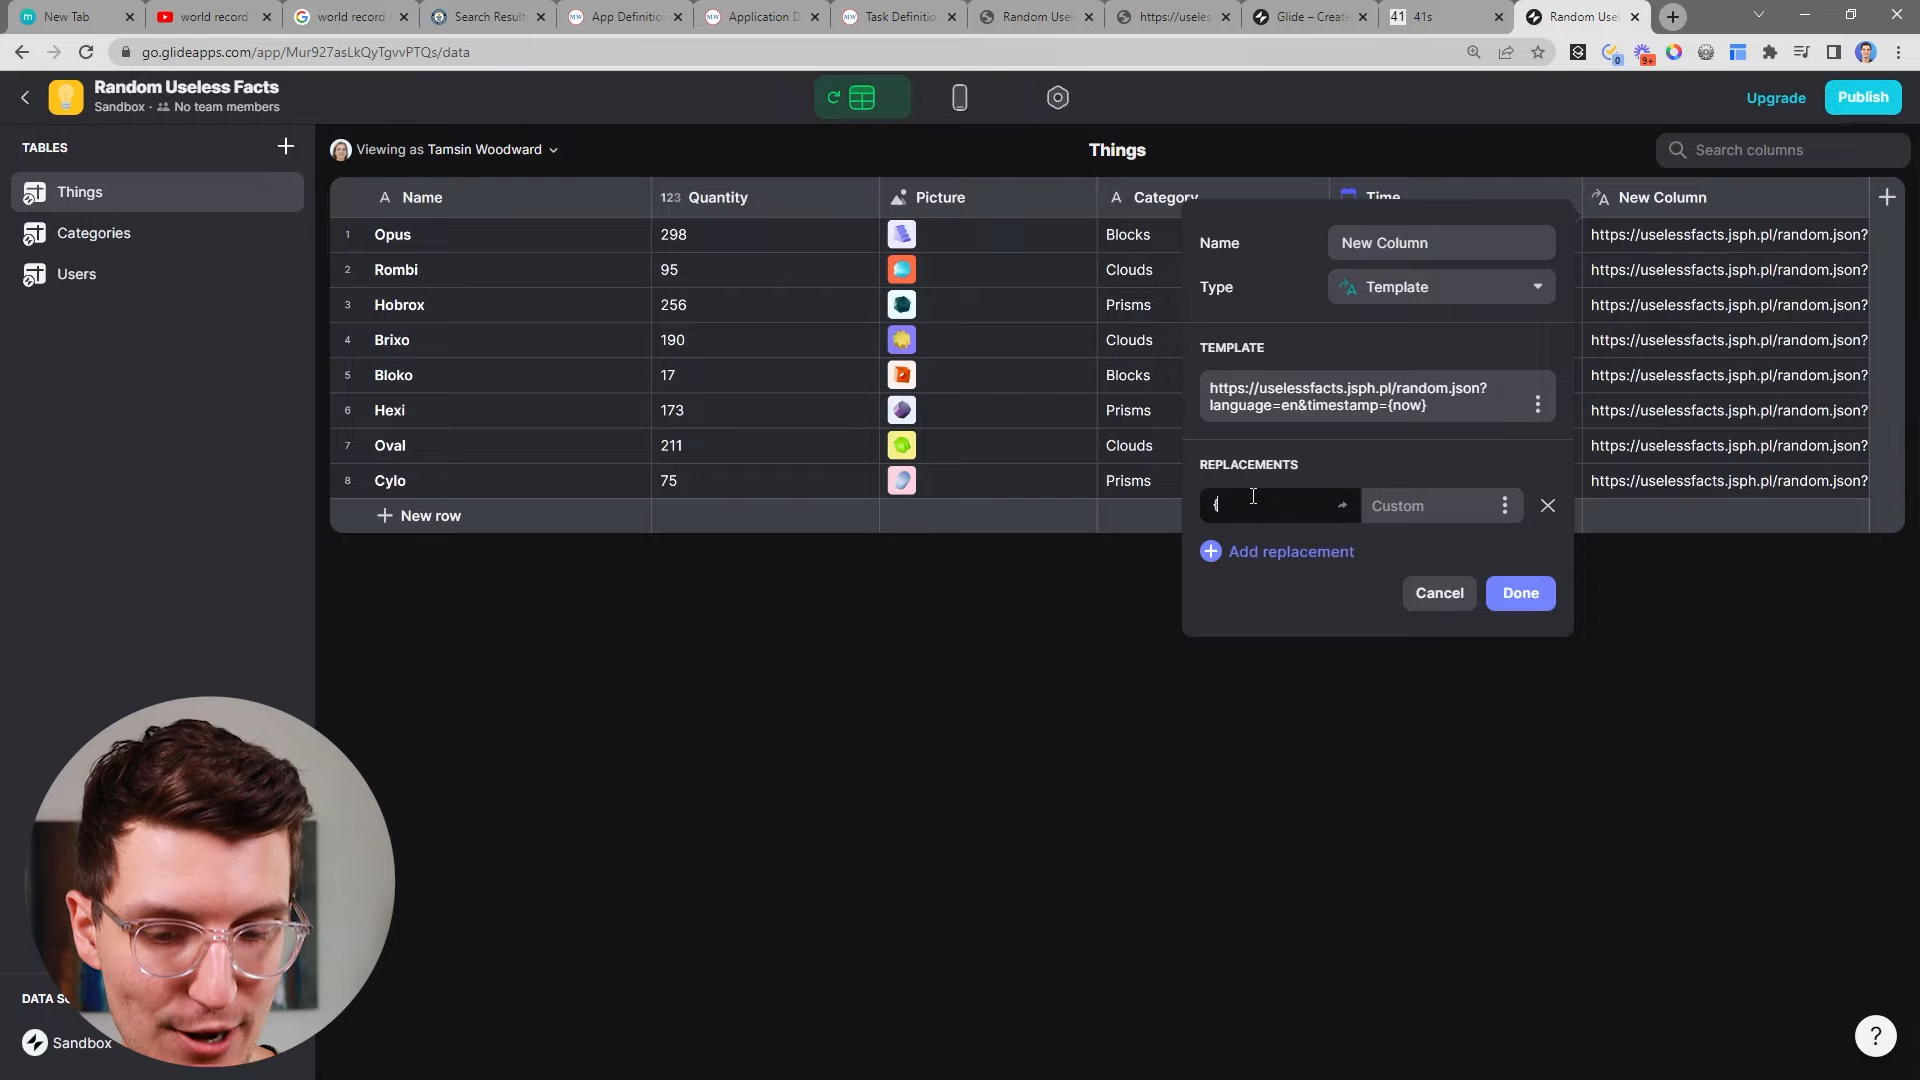 New Tab
world record
world record
Search Result
App Definitio
Application D
Task Definitio
Random Usel
https://useles
Glide – Create
41 41s
Random Usel
go.glideapps.com/app/Mur927asLkQyTgvvPTQs/data
0
9+
Random Useless Facts
Sandbox · No team members
Upgrade
Publish
TABLES
Things
Categories
Users
Viewing as Tamsin Woodward
Things
Search columns
A Name
123 Quantity
Picture
A Category
Time
New Column
1 Opus 298 Blocks https://uselessfacts.jsph.pl/random.json?
2 Rombi 95 Clouds https://uselessfacts.jsph.pl/random.json?
3 Hobrox 256 Prisms https://uselessfacts.jsph.pl/random.json?
4 Brixo 190 Clouds https://uselessfacts.jsph.pl/random.json?
5 Bloko 17 Blocks https://uselessfacts.jsph.pl/random.json?
6 Hexi 173 Prisms https://uselessfacts.jsph.pl/random.json?
7 Oval 211 Clouds https://uselessfacts.jsph.pl/random.json?
8 Cylo 75 Prisms https://uselessfacts.jsph.pl/random.json?
New row
Name New Column
Type Template
TEMPLATE
https://uselessfacts.jsph.pl/random.json?
language=en&timestamp={now}
REPLACEMENTS
{ Custom
Add replacement
Cancel
Done
DATA
Sandbox
?